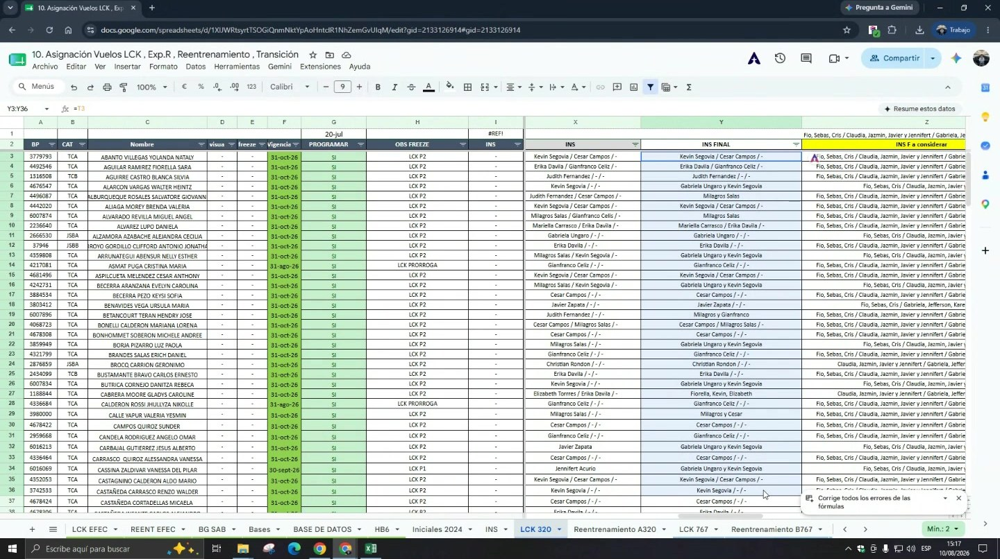 10. Asignación Vuelos LCK , Exp
Pregunta a Gemini
docs.google.com/spreadsheets/d/1XlJWRtsyrtTSOGiQnmNktYpAoHntclR1NhZemGvUIqM/edit?gid=2133126914#gid=2133126914
Trabajo
10. Asignación Vuelos LCK , Exp.R , Reentrenamiento , Transición
Archivo Editar Ver Insertar Formato Datos Herramientas Gemini Extensiones Ayuda
Compartir
Menús 100% € % .0 .00 123 Calibri 9 B I A
Y3:Y36 fx =T3
Resume estos datos
A B C D E F G H I X Y Z
1 20-jul #REF! Fio, Sebas, Cris / Claudia, Jazmin, Javier y Jennifert / Gabriela, Je
2 BP CAT Nombre visua freeze Vigencia PROGRAMAR OBS FREEZE INS INS INS FINAL INS F a considerar
3 3779793 TCA ABANTO VILLEGAS YOLANDA NATALY - - 31-oct-26 SI LCK P2 - Kevin Segovia / Cesar Campos / - Kevin Segovia / Cesar Campos / - Fio, Sebas, Cris / Claudia, Jazmin, Javier y Jennifert / Gabrie
4 4492546 TCA AGUILAR RAMIREZ FIORELLA SARA - - 31-oct-26 SI LCK P2 - Erika Davila / Gianfranco Celiz / - Erika Davila / Gianfranco Celiz / - Fio, Sebas, Cris / Claudia, Jazmin, Javier y Jennifert / Gabrie
5 1316508 TCB AGUIRRE CASTRO BLANCA SILVIA - - 31-oct-26 SI LCK P2 - Judith Fernandez / - / - Judith Fernandez / - / - Fio, Sebas, Cris / Claudia, Jazmin, Javier y Jennifert / Gabrie
6 4676547 TCA ALARCON VARGAS WALTER HEINTZ - - 31-oct-26 SI LCK P2 - Kevin Segovia / - / - Gabriela Ungaro y Kevin Segovia Fio, Sebas, Cris / Claudia, Jazmin, Javier y
7 4496087 TCA ALBURQUEQUE ROSALES SALVATORE GIOVANN - - 31-oct-26 SI LCK P2 - Judith Fernandez / Cesar Campos / - Milagros Salas Fio, Sebas, Cris / Claudia, Jazmin, Javier y Jennifert / Gabrie
8 4442020 TCA ALIAGA MOREY BRENDA VALERIA - - 31-oct-26 SI LCK P2 - Kevin Segovia / Cesar Campos / - Kevin Segovia / Cesar Campos / - Fio, Sebas, Cris / Claudia, Jazmin, Javier y Jennifert / Gabrie
9 6007874 TCA ALVARADO REVILLA MIGUEL ANGEL - - 31-oct-26 SI LCK P2 - Milagros Salas / Gianfranco Celis / - Milagros Salas Fio, Sebas, Cris / Claudia, Jazmin, Javier y Jennifert / Gabrie
10 2236640 TCA ALVAREZ LUPO DANIELA - - 31-oct-26 SI LCK P2 - Mariella Carrasco / Erika Davila / - Mariella Carrasco / Erika Davila / - Fio, Sebas, Cris / Claudia, Jazmin, Javier y Jennifert / Gabrie
11 2666530 JSBA ALZAMORA AZABACHE ALEJANDRA CECILIA - - 31-oct-26 SI LCK P2 - Gabriela Ungaro / - / - Gabriela Ungaro / - / - Fio, Sebas, Cris / Claudia, Jazmin, Javier y
12 37946 JSBB ROYO GORDILLO CLIFFORD ANTONIO JONATHA - - 31-oct-26 SI LCK P2 - Erika Davila / - / - Erika Davila / - / - Fio, Sebas, Cris / Claudia, Jazmin, Javier y Jennifert / Gabrie
13 4359808 TCA ARRUNATEGUI ABENSUR NELLY ESTHER - - 31-oct-26 SI LCK P2 - Milagros Salas / Kevin Segovia / - Gabriela Ungaro y Kevin Segovia Fio, Sebas, Cris / Claudia, Jazmin, Javier y
14 4217081 TCA ASMAT PUGA CRISTINA MARIA - - 31-ago-26 SI LCK PRORROGA - Gianfranco Celiz / - / - Gianfranco Celiz / - / - Fio, Sebas, Cris / Claudia, Jazmin, Javier y Jennifert / Gabrie
15 4681496 TCA ASPILCUETA MELENDEZ CESAR ANTHONY - - 31-oct-26 SI LCK P2 - Kevin Segovia / Cesar Campos / - Kevin Segovia / Cesar Campos / - Fio, Sebas, Cris / Claudia, Jazmin, Javier y Jennifert / Gabrie
16 4242731 TCA BECERRA ARANZANA EVELYN CAROLINA - - 31-oct-26 SI LCK P2 - Milagros Salas / Kevin Segovia / - Gabriela Ungaro y Kevin Segovia Fio, Sebas, Cris / Claudia, Jazmin, Javier y
17 3884534 TCA BECERRA PEZO KEYSI SOFIA - - 31-oct-26 SI LCK P2 - Cesar Campos / - / - Cesar Campos / - / - Fio, Sebas, Cris / Claudia, Jazmin, Javier y Jennifert / Gabrie
18 3803412 TCA BENAVIDES VEGA URSULA MARIA - - 31-oct-26 SI LCK P2 - Javier Zapata / - / - Javier Zapata / - / - Fio, Sebas, Cris / Gabriela, Jefferson, Kare
19 6007896 TCA BETANCOURT TERAN HENDRY JOSE - - 31-oct-26 SI LCK P2 - Judith Fernandez / - / - Milagros y Gianfranco Fio, Sebas, Cris / Claudia, Jazmin, Javier y Jennifert / Gabrie
20 4068723 TCA BONELLI CALDERON MARIANA LORENA - - 31-oct-26 SI LCK P2 - Cesar Campos / Milagros Salas / - Cesar Campos / Milagros Salas / - Fio, Sebas, Cris / Claudia, Jazmin, Javier y Jennifert / Gabrie
21 4678308 TCA BONHOMMET SOBERON MICHELE ANDREE - - 31-oct-26 SI LCK P2 - Cesar Campos / - / - Cesar Campos / - / - Fio, Sebas, Cris / Claudia, Jazmin, Javier y Jennifert / Gabrie
22 3859949 TCA BORJA PIZARRO LUZ PAOLA - - 31-oct-26 SI LCK P2 - Milagros Salas / - / - Gabriela Ungaro y Kevin Segovia Fio, Sebas, Cris / Claudia, Jazmin, Javier y
23 4321799 TCA BRANDES SALAS ERICH DANIEL - - 31-oct-26 SI LCK P2 - Gianfranco Celiz / - / - Gianfranco Celiz / - / - Fio, Sebas, Cris / Claudia, Jazmin, Javier y Jennifert / Gabrie
24 2876859 JSBA BROCQ CARRION GERONIMO - - 31-oct-26 SI LCK P2 - Christian Rondon / - / - Christian Rondon / - / - Claudia, Jazmin, Javier y Jennifert / Gabriela, Jeffer
25 2434099 TCB BUSTAMANTE BRAVO CARLOS ERNESTO - - 31-oct-26 SI LCK P2 - Erika Davila / - / - Erika Davila / - / - Fio, Sebas, Cris / Claudia, Jazmin, Javier y Jennifert / Gabrie
26 6007834 TCA BUTRICA CORNEJO DANITZA REBECA - - 31-oct-26 SI LCK P2 - Kevin Segovia / - / - Gabriela Ungaro y Kevin Segovia Fio, Sebas, Cris / Claudia, Jazmin, Javier y
27 1188844 TCA CABRERA MOORE GLADYS CAROLINE - - 31-oct-26 SI LCK P2 - Elizabeth Torrres / Erika Davila / - Fiorella, Kevin, Elizabeth Claudia, Jazmin, Javier y Jennifert / Gabriela, Jeffer
28 4336684 TCA CALDERON ROSSI JHULLYZA NIKOLLE - - 31-ago-26 SI LCK PRORROGA - Gianfranco Celiz / - / - Gianfranco Celiz / - / - Fio, Sebas, Cris / Claudia, Jazmin, Javier y Jennifert / Gabrie
29 3980000 TCA CALLE YAPUR VALERIA YESMIN - - 31-oct-26 SI LCK P2 - Milagros Salas / - / - Milagros y Cesar Fio, Sebas, Cris / Claudia, Jazmin, Javier y Jennifert / Gabrie
30 4678422 TCA CAMPOS QUIROZ SUNDER - - 31-oct-26 SI LCK P2 - Cesar Campos / - / - Cesar Campos / - / - Fio, Sebas, Cris / Claudia, Jazmin, Javier y Jennifert / Gabrie
31 2959668 TCA CANDELA RODRIGUEZ ANGELO OMAR - - 31-oct-26 SI LCK P2 - Gianfranco Celiz / - / - Gianfranco Celiz / - / - Fio, Sebas, Cris / Claudia, Jazmin, Javier y Jennifert / Gabrie
32 6016213 TCA CARBAJAL GUTIERREZ JESUS ALBERTO - - 31-oct-26 SI LCK P2 - Javier Zapata Gabriela Ungaro y Kevin Segovia Fio, Sebas, Cris / Claudia, Jazmin, Javier y
33 4336464 TCA CARRASCO QUIROZ ALESSANDRA VANESSA - - 31-oct-26 SI LCK P2 - Cesar Campos / - / - Cesar Campos / - / - Fio, Sebas, Cris / Claudia, Jazmin, Javier y Jennifert / Gabrie
34 6016069 TCA CASSINA ZALDIVAR VANESSA DEL PILAR - - 30-sept-26 SI LCK P1 - Jennifert Acurio Gabriela Ungaro y Kevin Segovia Fio, Sebas, Cris / Claudia, Jazmin, Javier y
35 4352053 TCA CASTAGNINO CALDERON ALDO MARIO - - 31-oct-26 SI LCK P2 - Kevin Segovia / Cesar Campos / - Kevin Segovia / Cesar Campos / - Fio, Sebas, Cris / Claudia, Jazmin, Javier y Jennifert / Gabrie
36 3742533 TCA CASTAÑEDA CARRASCO RENZO WALDER - - 31-oct-26 SI LCK P2 - Kevin Segovia / - / - Kevin Segovia / - / -
37 4678424 TCA CASTAÑEDA CORTADELLAS MICAELA - - 31-oct-26 SI LCK P2 - Cesar Campos / - / - Cesar Campos / - / -
38 4678306 TCA 31-oct-26 SI LCK P2 - Erika Davila / - / - Erika Davila / - / -
Corrige todos los errores de las
fórmulas
LCK EFEC REENT EFEC BG SAB Bases BASE DE DATOS HB6 Iniciales 2024 INS LCK 320 Reentrenamiento A320 LCK 767 Reentrenamiento B767 Mín.: 2
Escribe aquí para buscar
ESP
15:17
10/08/2026